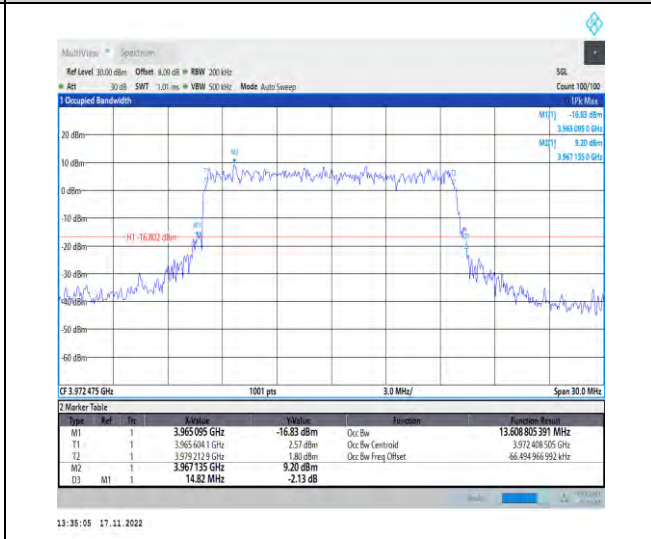 MultiView Spectrum
Ref Level 30.00 dBm Offset 8.09 dB RBW 200 kHz SGL
Att 30 dB SWT 1.01 ms VBW 500 kHz Mode Auto Sweep Count 100/100
1 Occupied Bandwidth 1Pk Max
M1[1] -16.83 dBm
3.965 095 0 GHz
M2[1] 9.20 dBm
3.967 135 0 GHz
20 dBm
M2
10 dBm
T1 T2
0 dBm
-10 dBm
M1
H1 -16.802 dBm
-20 dBm
-30 dBm
-40 dBm
-50 dBm
-60 dBm
CF 3.972 475 GHz 1001 pts 3.0 MHz/ Span 30.0 MHz
2 Marker Table
Type Ref Trc X-Value Y-Value Function Function Result
M1 1 3.965 095 GHz -16.83 dBm Occ Bw 13.608 805 391 MHz
T1 1 3.965 604 1 GHz 2.57 dBm Occ Bw Centroid 3.972 408 505 GHz
T2 1 3.979 212 9 GHz 1.80 dBm Occ Bw Freq Offset -66.494 966 992 kHz
M2 1 3.967 135 GHz 9.20 dBm
D3 M1 1 14.82 MHz -2.13 dB
13:35:05 17.11.2022